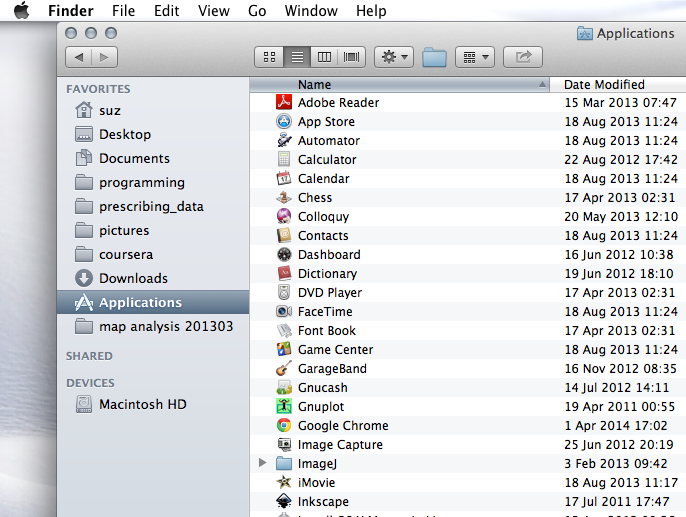 Finder File Edit View Go Window Help
Applications
FAVORITES
suz
Desktop
Documents
programming
prescribing_data
pictures
coursera
Downloads
Applications
map analysis 201303
SHARED
DEVICES
Macintosh HD
Name Date Modified
Adobe Reader 15 Mar 2013 07:47
App Store 18 Aug 2013 11:24
Automator 18 Aug 2013 11:24
Calculator 22 Aug 2012 17:42
Calendar 18 Aug 2013 11:24
Chess 17 Apr 2013 02:31
Colloquy 20 May 2013 12:10
Contacts 18 Aug 2013 11:24
Dashboard 16 Jun 2012 10:38
Dictionary 19 Jun 2012 18:10
DVD Player 17 Apr 2013 02:31
FaceTime 18 Aug 2013 11:24
Font Book 17 Apr 2013 02:31
Game Center 18 Aug 2013 11:24
GarageBand 16 Nov 2012 08:35
Gnucash 14 Jul 2012 14:11
Gnuplot 19 Apr 2011 00:55
Google Chrome 1 Apr 2014 17:02
Image Capture 25 Jun 2012 20:19
ImageJ 3 Feb 2013 09:42
iMovie 18 Aug 2013 11:17
Inkscape 17 Jul 2011 17:47